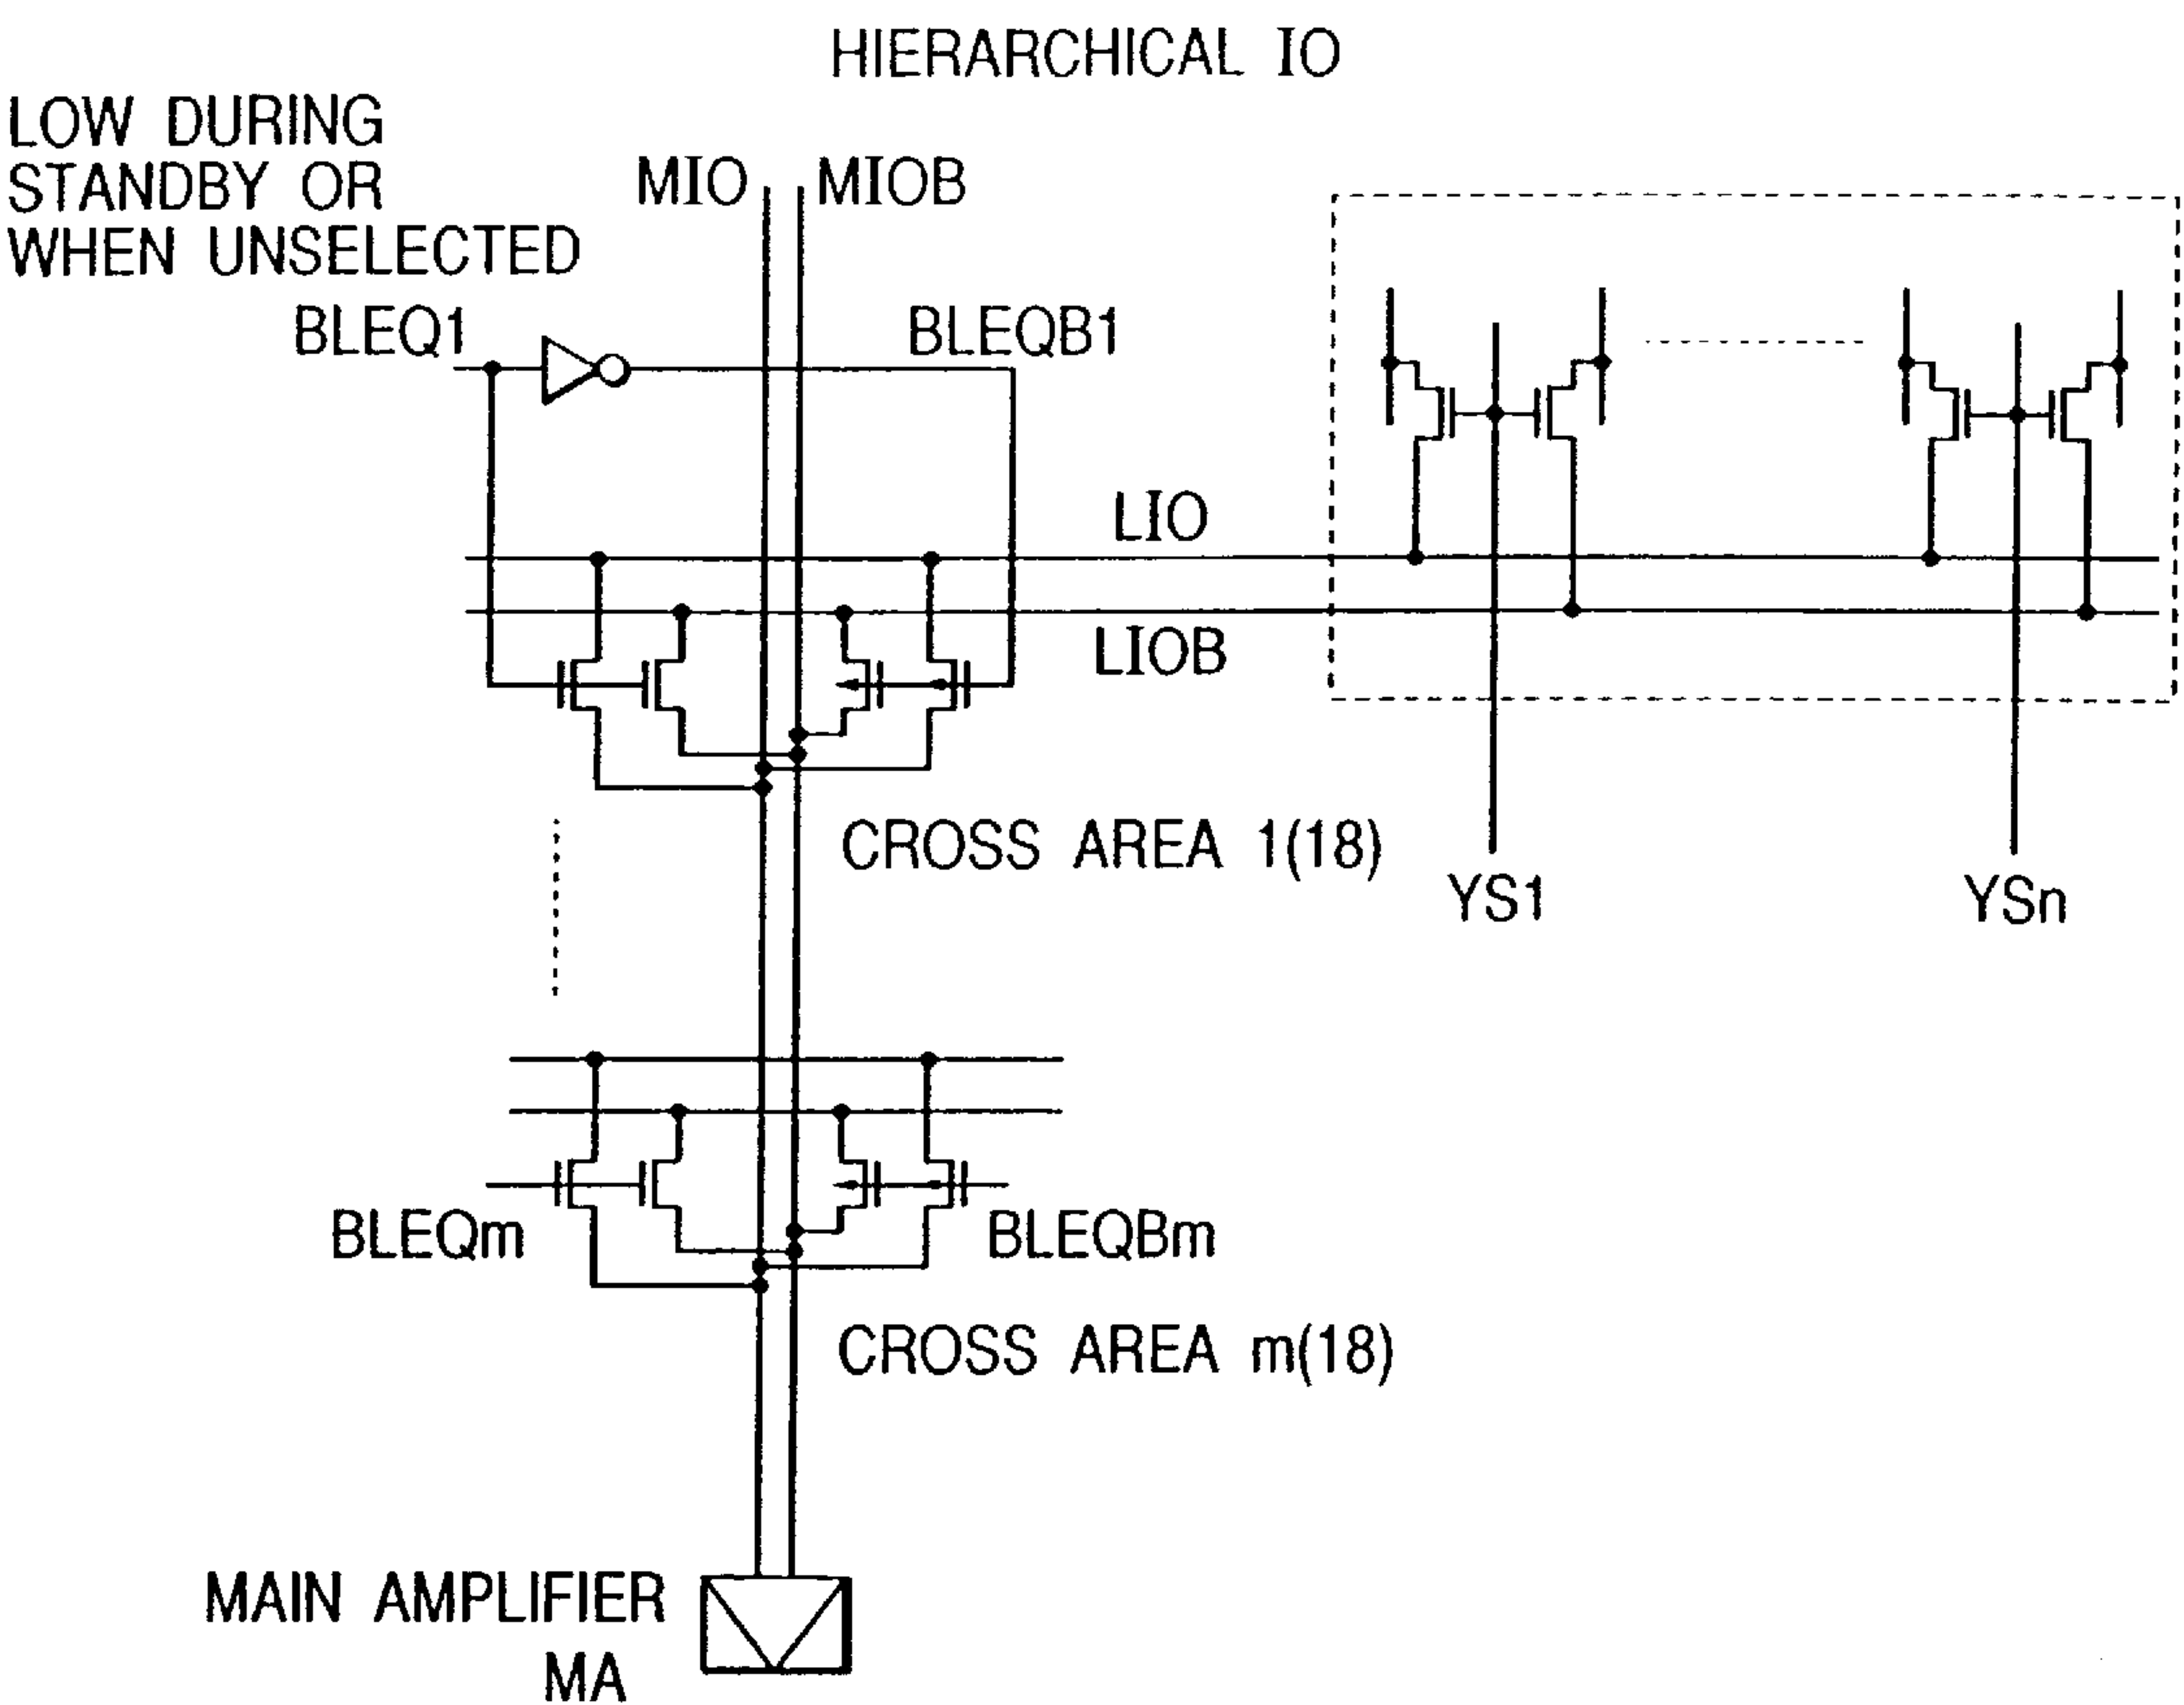 HIERARCHICAL IO
LOW DURING
STANDBY OR
WHEN UNSELECTED
MIO
MIOB
BLEQ1
BLEQB1
LIO
LIOB
CROSS AREA 1(18)
YS1
YSn
BLEQm
BLEQBm
CROSS AREA m(18)
MAIN AMPLIFIER
MA